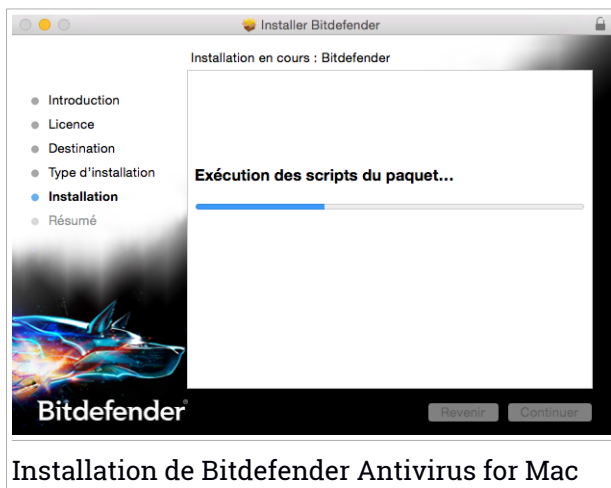 Installer Bitdefender
Installation en cours : Bitdefender
Introduction
Licence
Destination
Type d'installation
Installation
Résumé
Exécution des scripts du paquet...
Bitdefender®
Revenir
Continuer
Installation de Bitdefender Antivirus for Mac